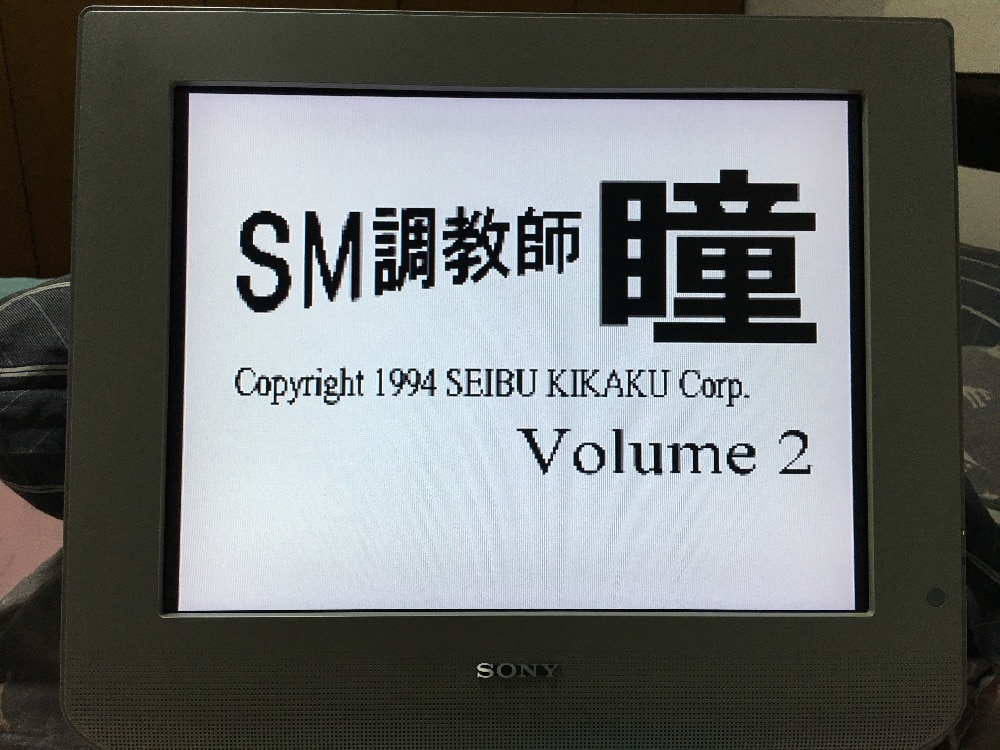 SM調教師 瞳
Copyright 1994 SEIBU KIKAKU Corp.
Volume 2
SONY